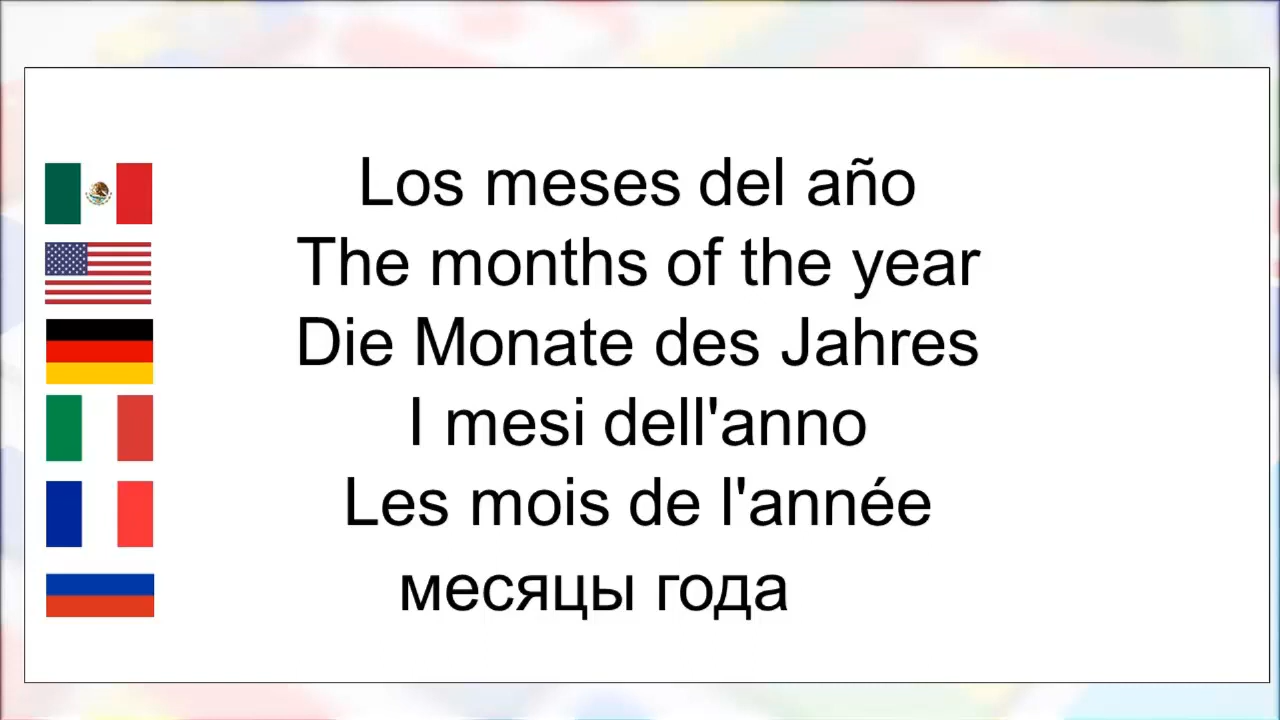 Los meses del año
The months of the year
Die Monate des Jahres
I mesi dell'anno
Les mois de l'année
месяцы года